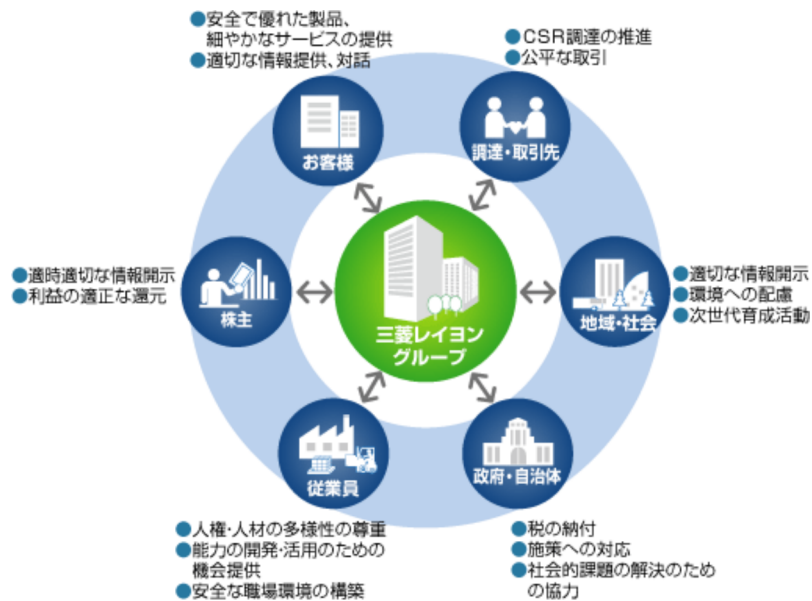 ●安全で優れた製品、
細やかなサービスの提供
●適切な情報提供、対話
お客様
●CSR調達の推進
●公平な取引
調達・取引先
●適時適切な情報開示
●利益の適正な還元
株主
三菱レイヨン
グループ
地域・社会
●適切な情報開示
●環境への配慮
●次世代育成活動
従業員
●人権・人材の多様性の尊重
●能力の開発・活用のための
機会提供
●安全な職場環境の構築
政府・自治体
●税の納付
●施策への対応
●社会的課題の解決のため
の協力